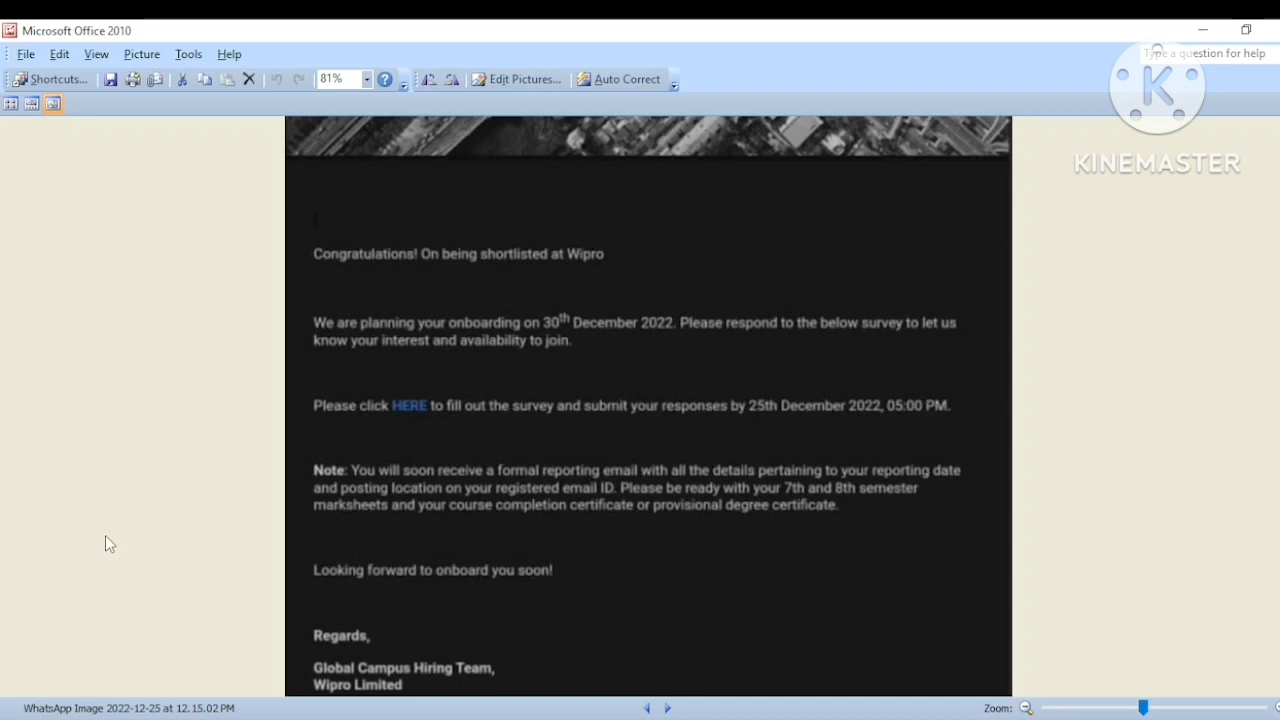 Microsoft Office 2010
File Edit View Picture Tools Help
Type a question for help
Shortcuts... 81% Edit Pictures... Auto Correct
K
KINEMASTER
Congratulations! On being shortlisted at Wipro
We are planning your onboarding on 30th December 2022. Please respond to the below survey to let us
know your interest and availability to join.
Please click HERE to fill out the survey and submit your responses by 25th December 2022, 05:00 PM.
Note: You will soon receive a formal reporting email with all the details pertaining to your reporting date
and posting location on your registered email ID. Please be ready with your 7th and 8th semester
marksheets and your course completion certificate or provisional degree certificate.
Looking forward to onboard you soon!
Regards,
Global Campus Hiring Team,
Wipro Limited
WhatsApp Image 2022-12-25 at 12.15.02 PM
Zoom: